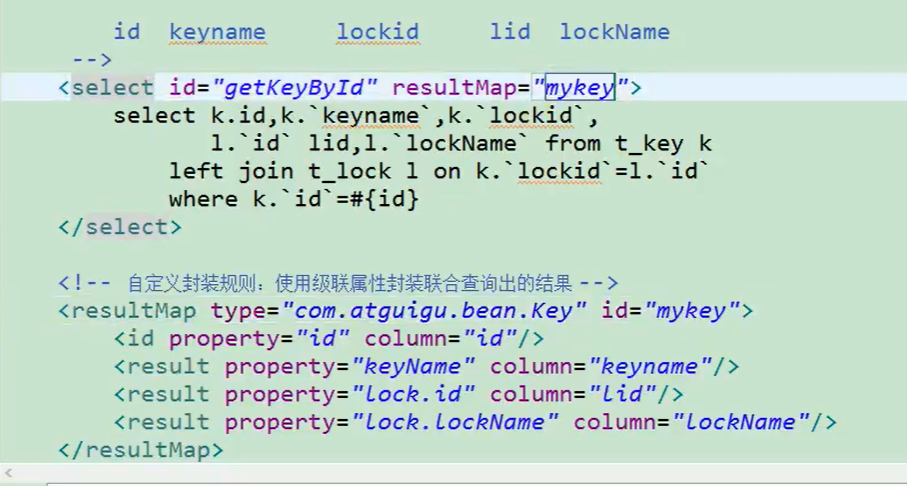 id keyname lockid lid lockName
-->
<select id="getKeyById" resultMap="mykey">
select k.id,k.`keyname`,k.`lockid`,
l.`id` lid,l.`lockName` from t_key k
left join t_lock l on k.`lockid`=l.`id`
where k.`id`=#{id}
</select>
<!-- 自定义封装规则：使用级联属性封装联合查询出的结果 -->
<resultMap type="com.atguigu.bean.Key" id="mykey">
<id property="id" column="id"/>
<result property="keyName" column="keyname"/>
<result property="lock.id" column="lid"/>
<result property="lock.lockName" column="lockName"/>
</resultMap>